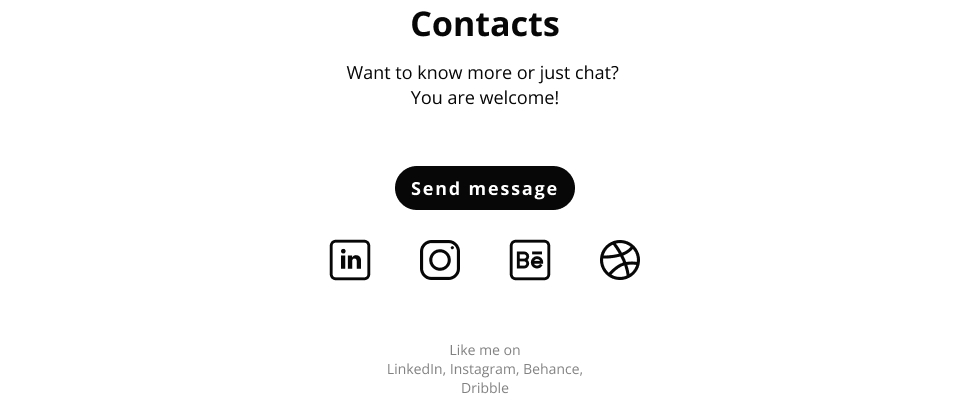 Contacts
Want to know more or just chat?
You are welcome!
Send message
in
Bē
Like me on
LinkedIn, Instagram, Behance,
Dribble